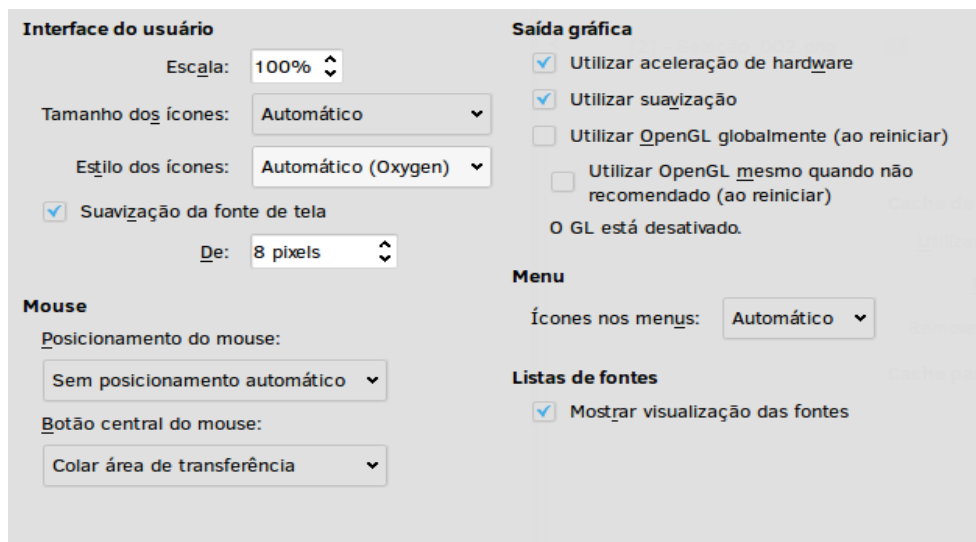 Interface do usuário
Escala: 100%
Tamanho dos ícones: Automático
Estilo dos ícones: Automático (Oxygen)
Suavização da fonte de tela
De: 8 pixels
Mouse
Posicionamento do mouse:
Sem posicionamento automático
Botão central do mouse:
Colar área de transferência
Saída gráfica
Utilizar aceleração de hardware
Utilizar suavização
Utilizar OpenGL globalmente (ao reiniciar)
Utilizar OpenGL mesmo quando não
recomendado (ao reiniciar)
O GL está desativado.
Menu
Ícones nos menus: Automático
Listas de fontes
Mostrar visualização das fontes